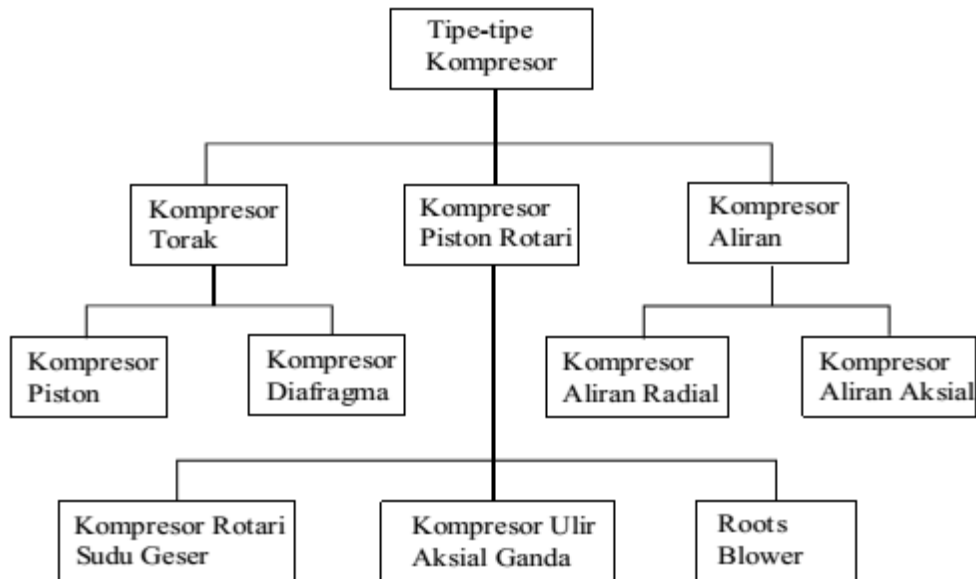 Tipe-tipe
Kompresor
Kompresor
Torak
Kompresor
Piston Rotari
Kompresor
Aliran
Kompresor
Piston
Kompresor
Diafragma
Kompresor
Aliran Radial
Kompresor
Aliran Aksial
Kompresor Rotari
Sudu Geser
Kompresor Ulir
Aksial Ganda
Roots
Blower